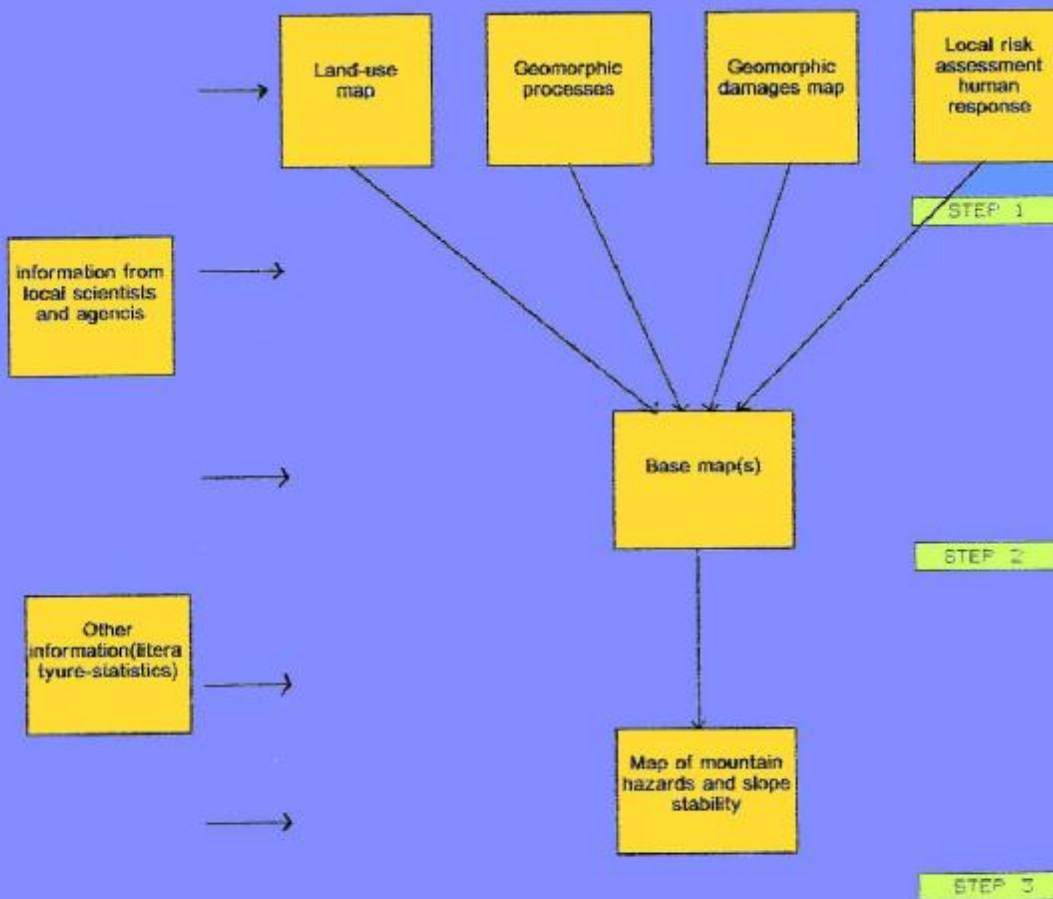 Land-use
map
Geomorphic
processes
Geomorphic
damages map
Local risk
assessment
human
response
STEP 1
information from
local scientists
and agencis
Base map(s)
STEP 2
Other
information(litera
tyure-statistics)
Map of mountain
hazards and slope
stability
STEP 3